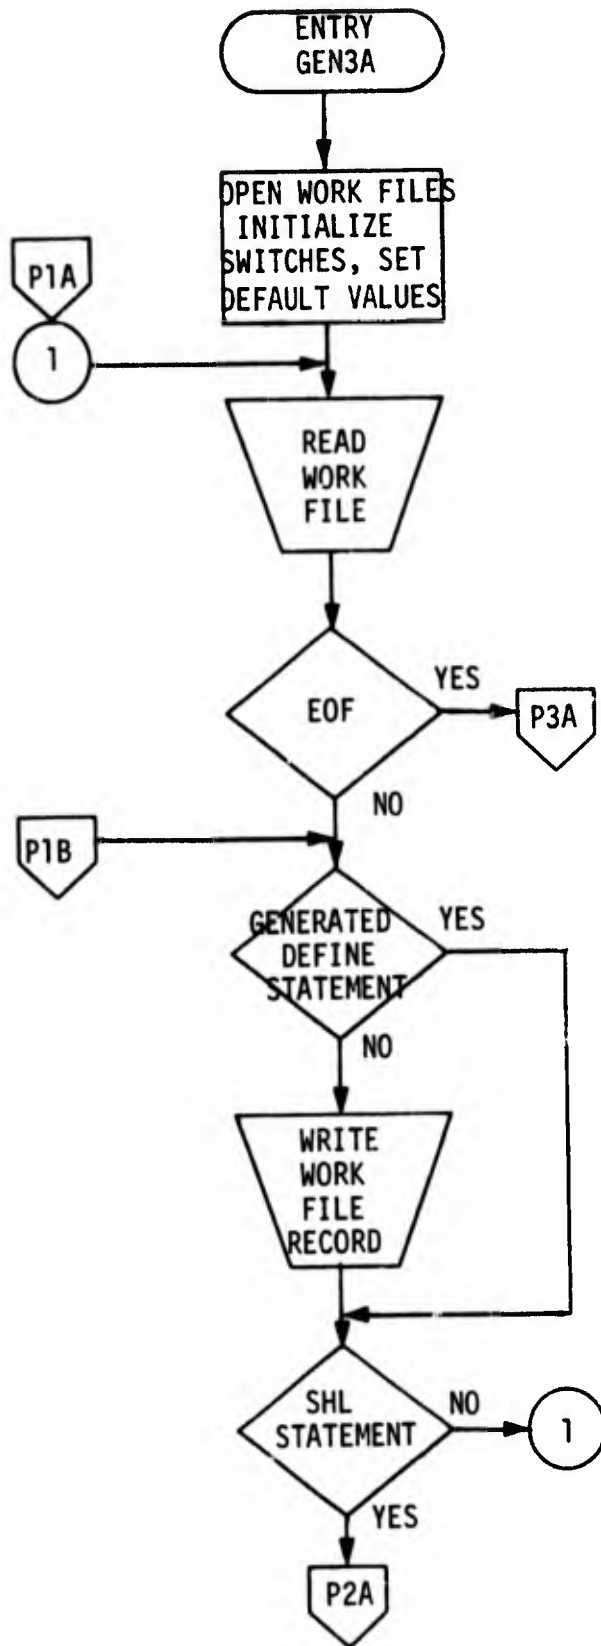 ENTRY
GEN3A
OPEN WORK FILES
INITIALIZE
SWITCHES, SET
DEFAULT VALUES
P1A
1
READ
WORK
FILE
EOF
YES
P3A
NO
P1B
GENERATED
DEFINE
STATEMENT
YES
NO
WRITE
WORK
FILE
RECORD
SHL
STATEMENT
NO
1
YES
P2A